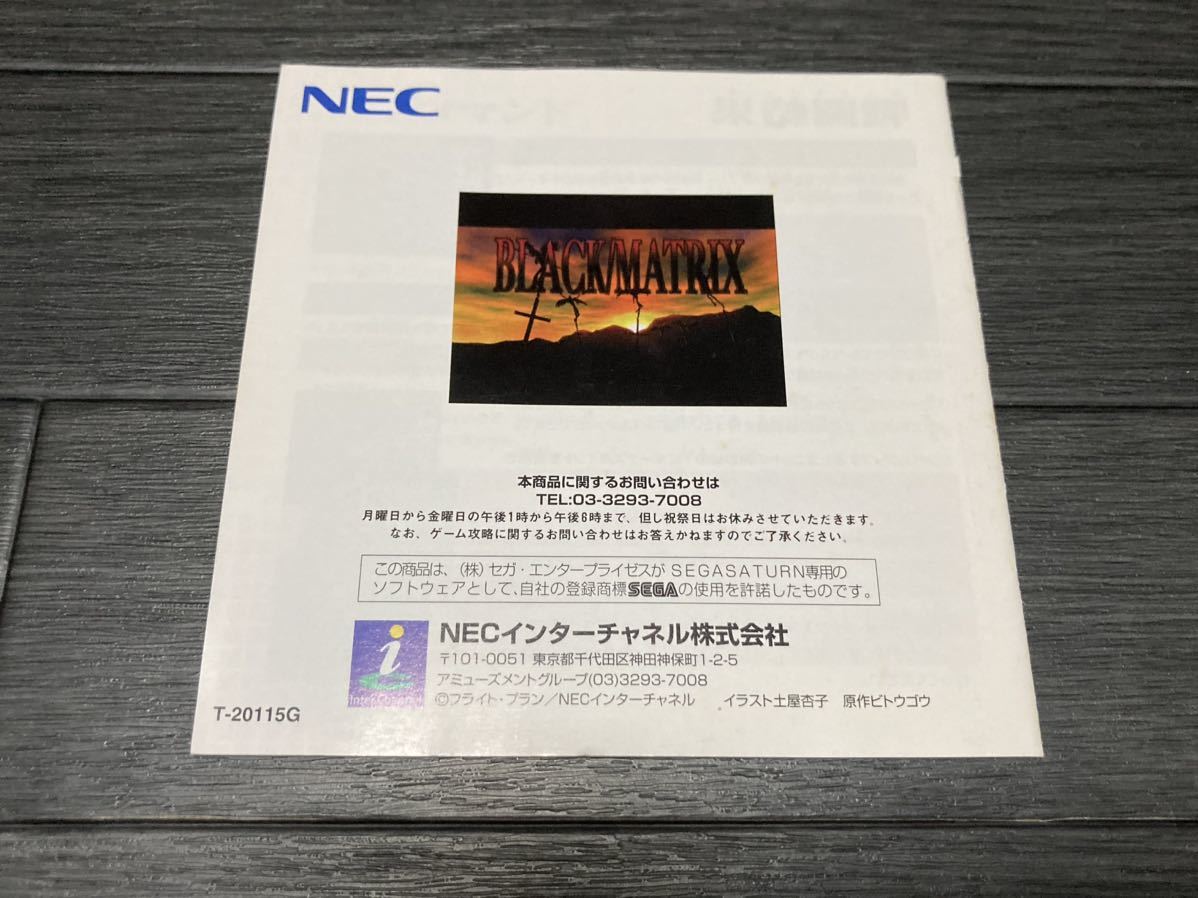 NEC
BLACK/MATRIX
本商品に関するお問い合わせは
TEL:03-3293-7008
月曜日から金曜日の午後1時から午後6時まで、但し祝祭日はお休みさせていただきます。
なお、ゲーム攻略に関するお問い合わせはお答えかねますのでご了承ください。
この商品は、(株)セガ・エンタープライゼスがSEGASATURN専用の
ソフトウェアとして、自社の登録商標SEGAの使用を許諾したものです。
NECインターチャネル株式会社
〒101-0051 東京都千代田区神田神保町1-2-5
アミューズメントグループ(03)3293-7008
©フライト・プラン/NECインターチャネル イラスト土屋杏子 原作ビトウゴウ
InterChannel
T-20115G